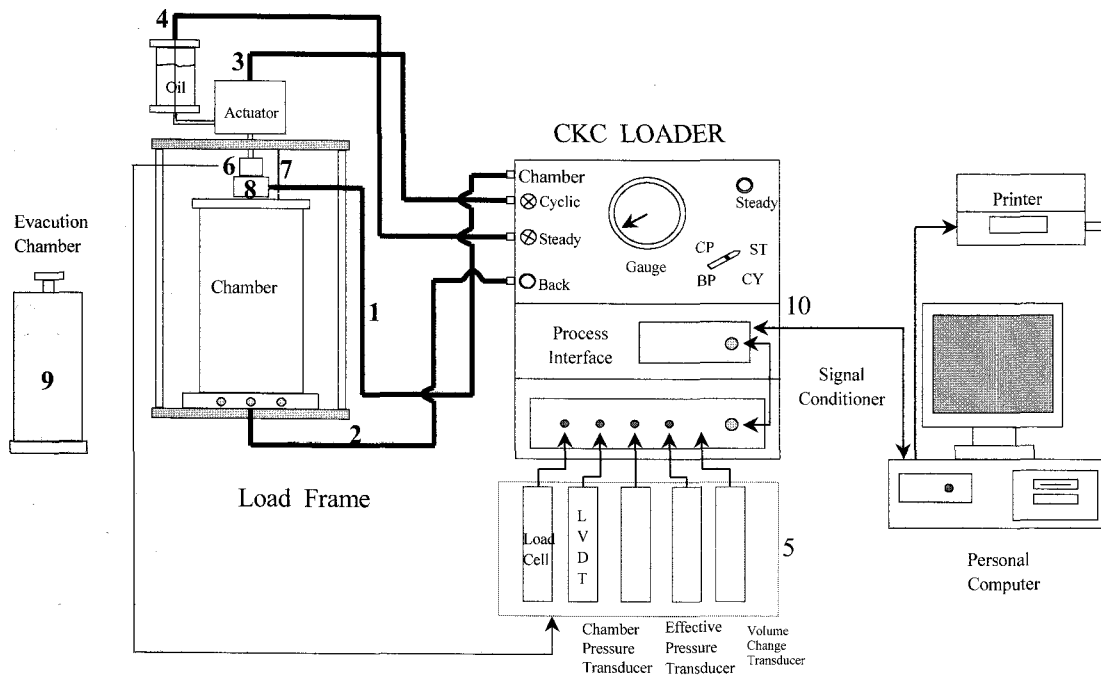 4
3
Oil
Actuator
6
7
8
Evacution
Chamber
9
Chamber
1
2
Load Frame
CKC LOADER
Chamber
Cyclic
Steady
Back
Gauge
Steady
CP
ST
BP
CY
Process
Interface
10
Signal
Conditioner
Printer
Personal
Computer
Load
Cell
L
V
D
T
5
Chamber
Pressure
Transducer
Effective
Pressure
Transducer
Volume
Change
Transducer